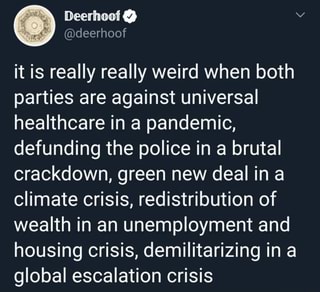 Deerhoof
@deerhoof
it is really really weird when both
parties are against universal
healthcare in a pandemic,
defunding the police in a brutal
crackdown, green new deal in a
climate crisis, redistribution of
wealth in an unemployment and
housing crisis, demilitarizing in a
global escalation crisis